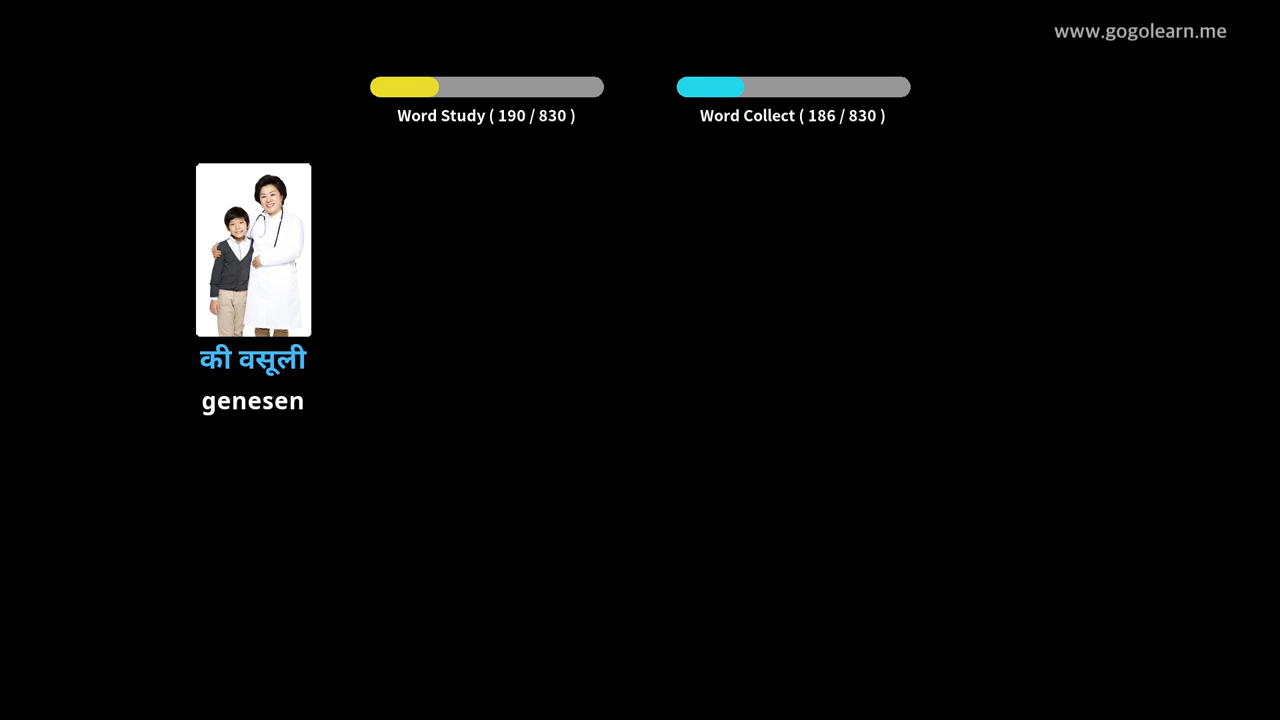 www.gogolearn.me
Word Study ( 190 / 830 )
Word Collect ( 186 / 830 )
की वसूली
genesen